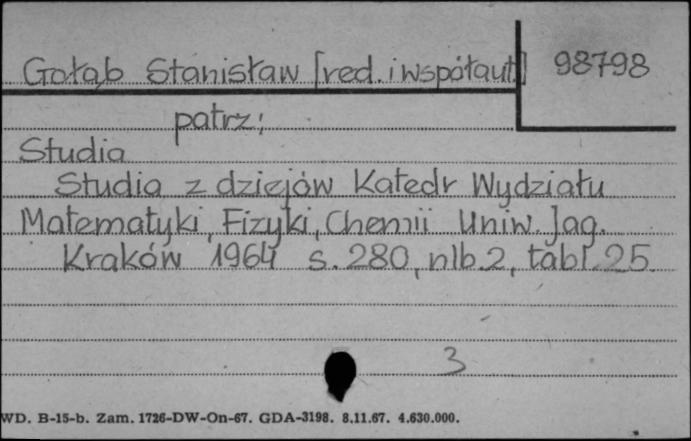 Gołąb Stanisław [red. i współaut.] 98798
patrz:
Studia
Studia z dziejów Katedr Wydziału
Matematyki, Fizyki, Chemii Uniw. Jag.
Kraków 1964 s. 280, nlb. 2, tabl. 25.
3
WD. B-15-b. Zam. 1726-DW-On-67. GDA-3198. 8.11.67. 4.630.000.